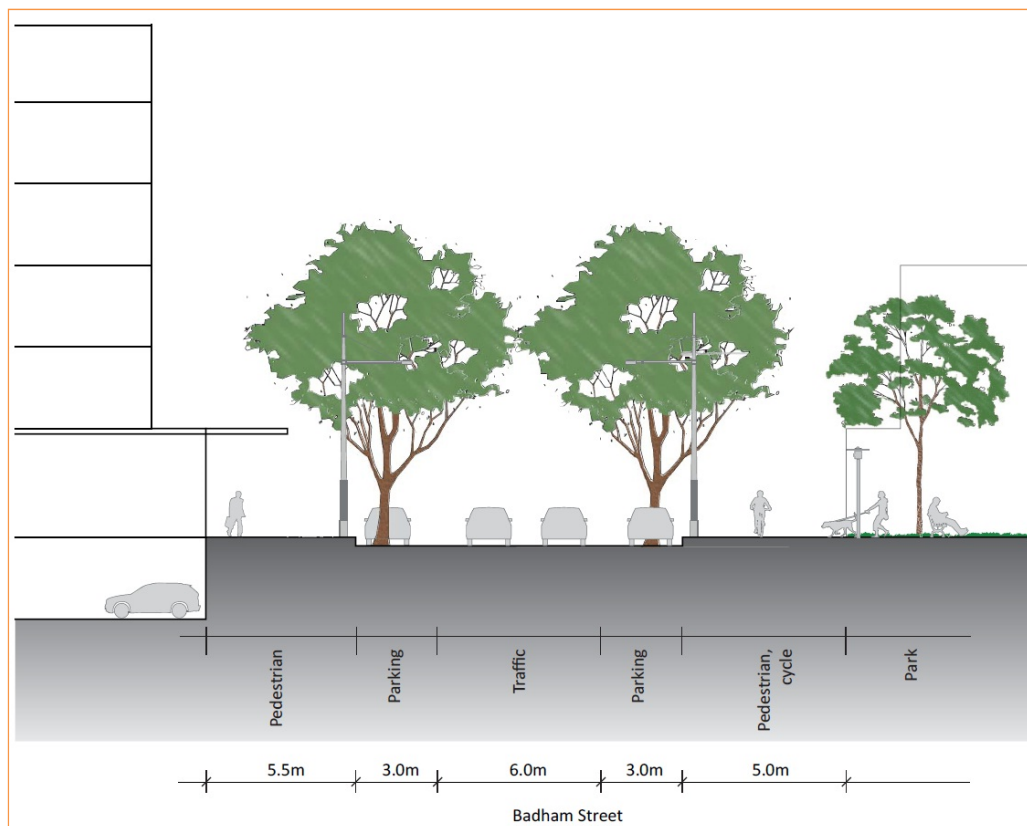 Pedestrian
Parking
Traffic
Parking
Pedestrian,
cycle
Park
5.5m
3.0m
6.0m
3.0m
5.0m
Badham Street